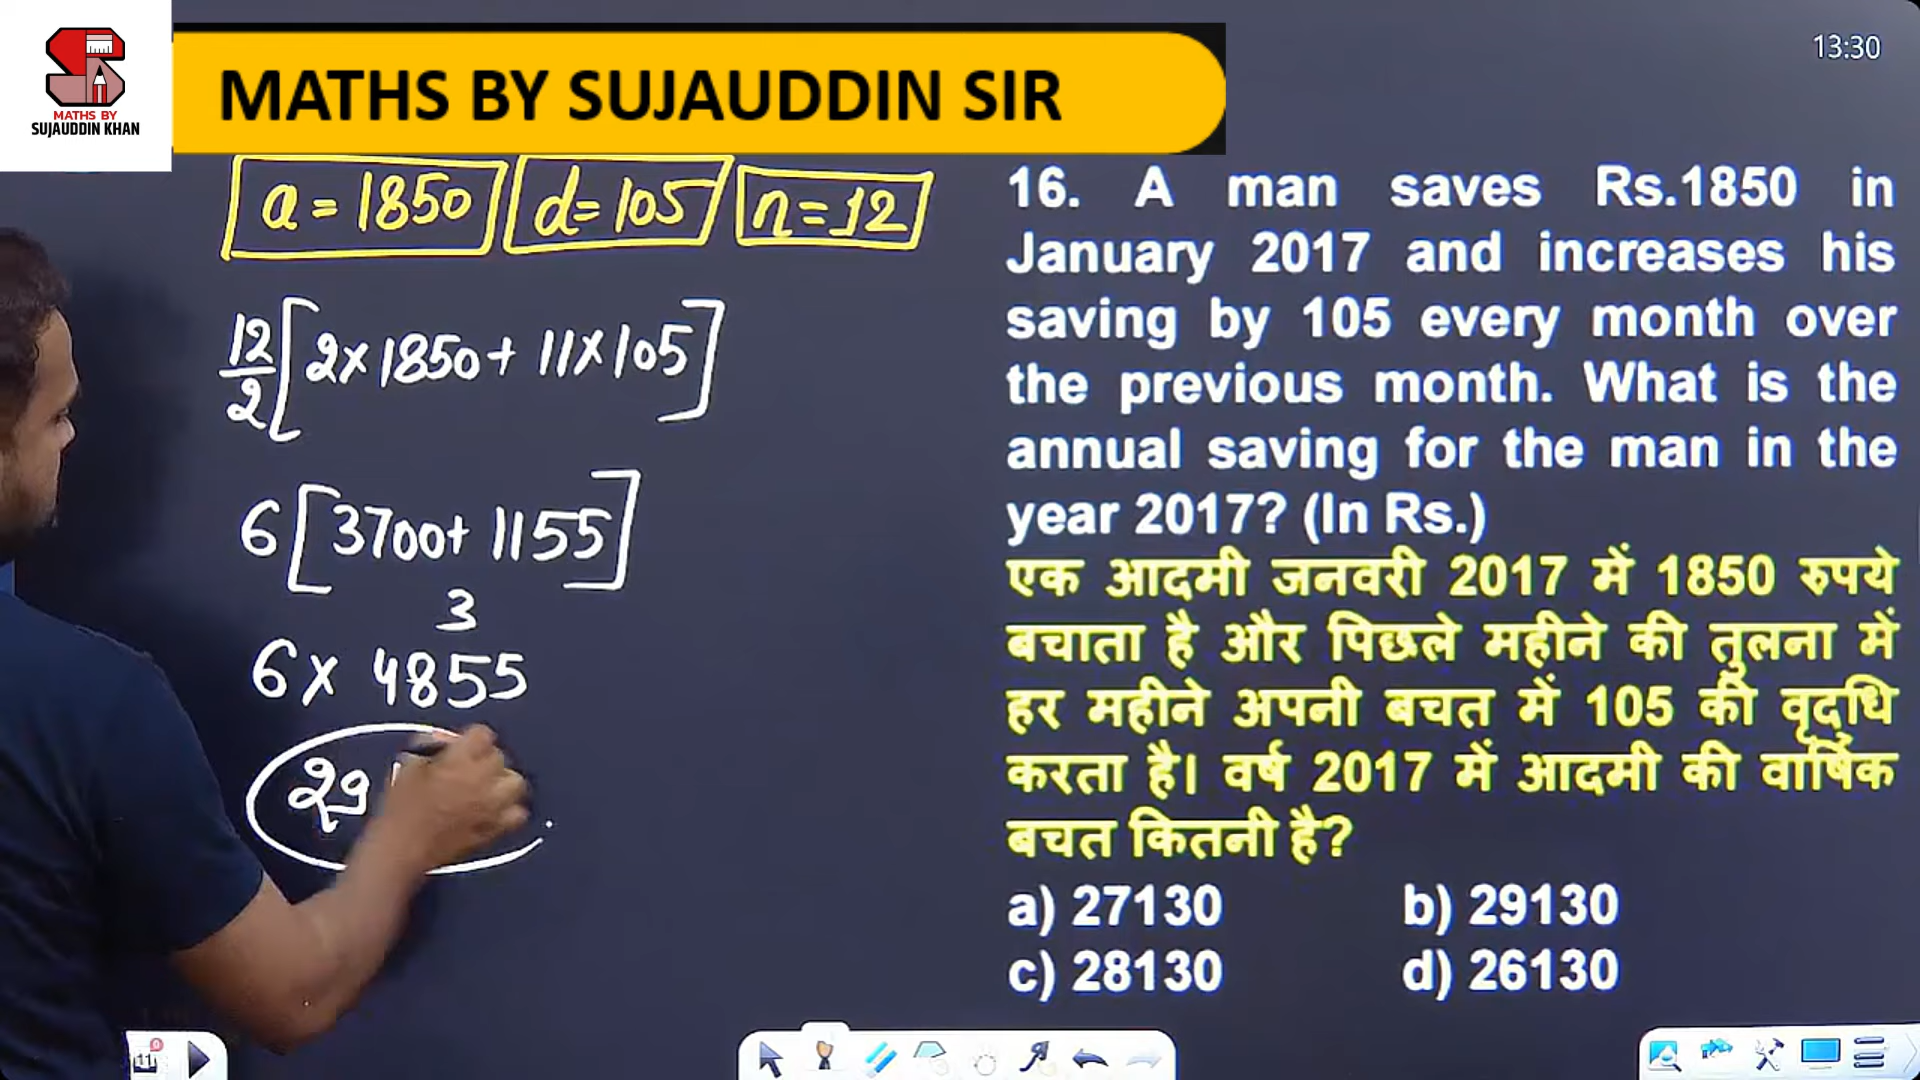 MATHS BY
SUJAUDDIN KHAN
MATHS BY SUJAUDDIN SIR
13:30
a = 1850 d = 105 n = 12
12/2 [2 × 1850 + 11 × 105]
6 [3700 + 1155]
3
6 × 4855
29
16. A man saves Rs.1850 in
January 2017 and increases his
saving by 105 every month over
the previous month. What is the
annual saving for the man in the
year 2017? (In Rs.)
एक आदमी जनवरी 2017 में 1850 रुपये
बचाता है और पिछले महीने की तुलना में
हर महीने अपनी बचत में 105 की वृद्धि
करता है। वर्ष 2017 में आदमी की वार्षिक
बचत कितनी है?
a) 27130 b) 29130
c) 28130 d) 26130